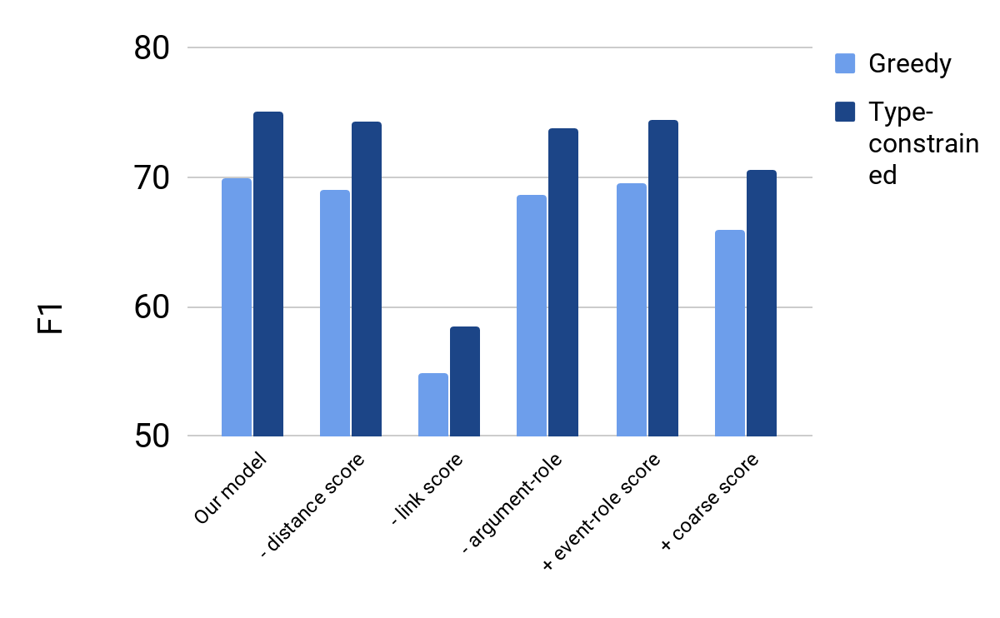 80
70
60
50
F1
Our model
- distance score
- link score
- argument-role
+ event-role score
+ coarse score
Greedy
Type-
constrain
ed